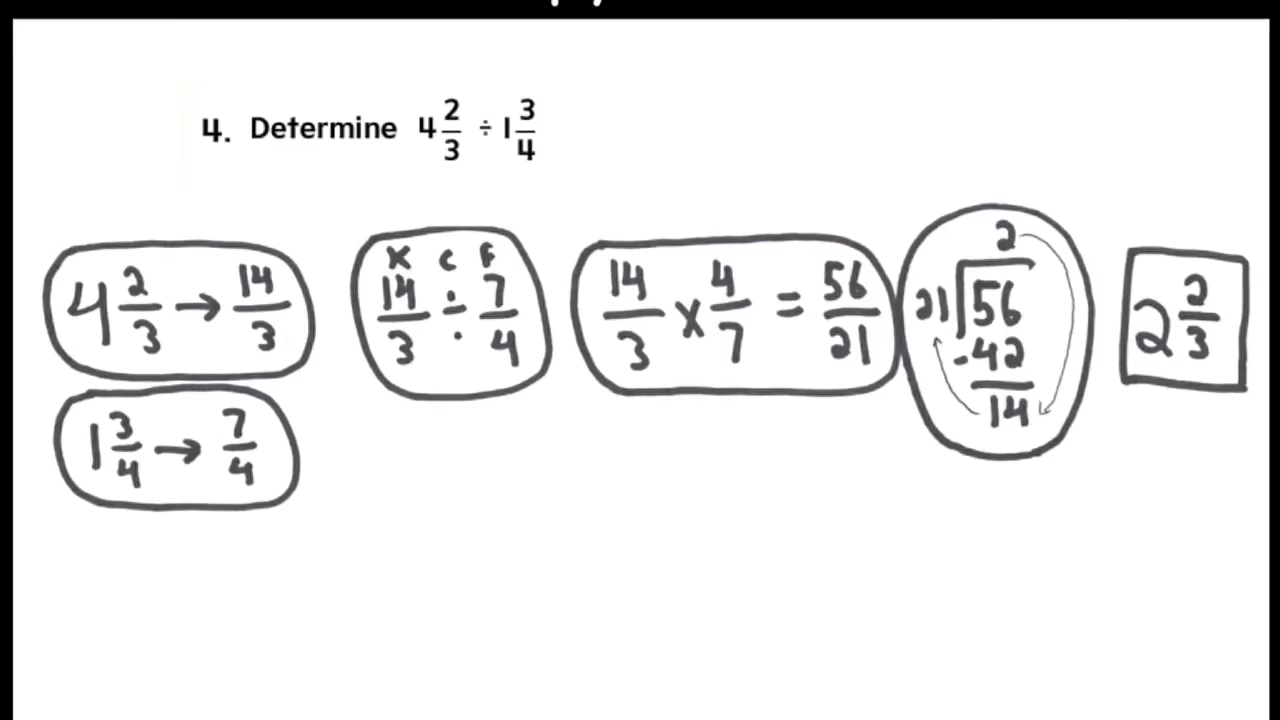 4. Determine 4 2/3 ÷ 1 3/4
4 2/3 → 14/3
1 3/4 → 7/4
K C F
14/3 ÷ 7/4
14/3 x 4/7 = 56/21
2
21 56
-42
14
2 2/3